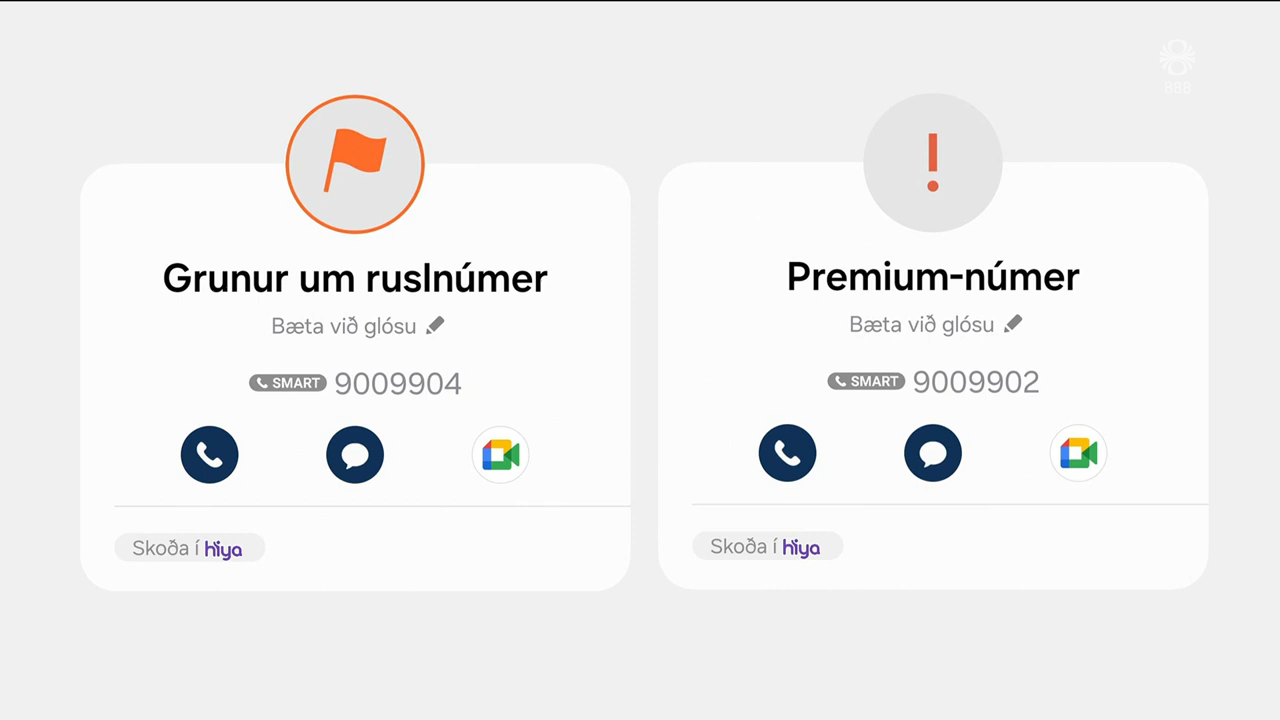 888
Grunur um ruslnúmer
Bæta við glósu
SMART 9009904
Skoða í hiya
Premium-númer
Bæta við glósu
SMART 9009902
Skoða í hiya